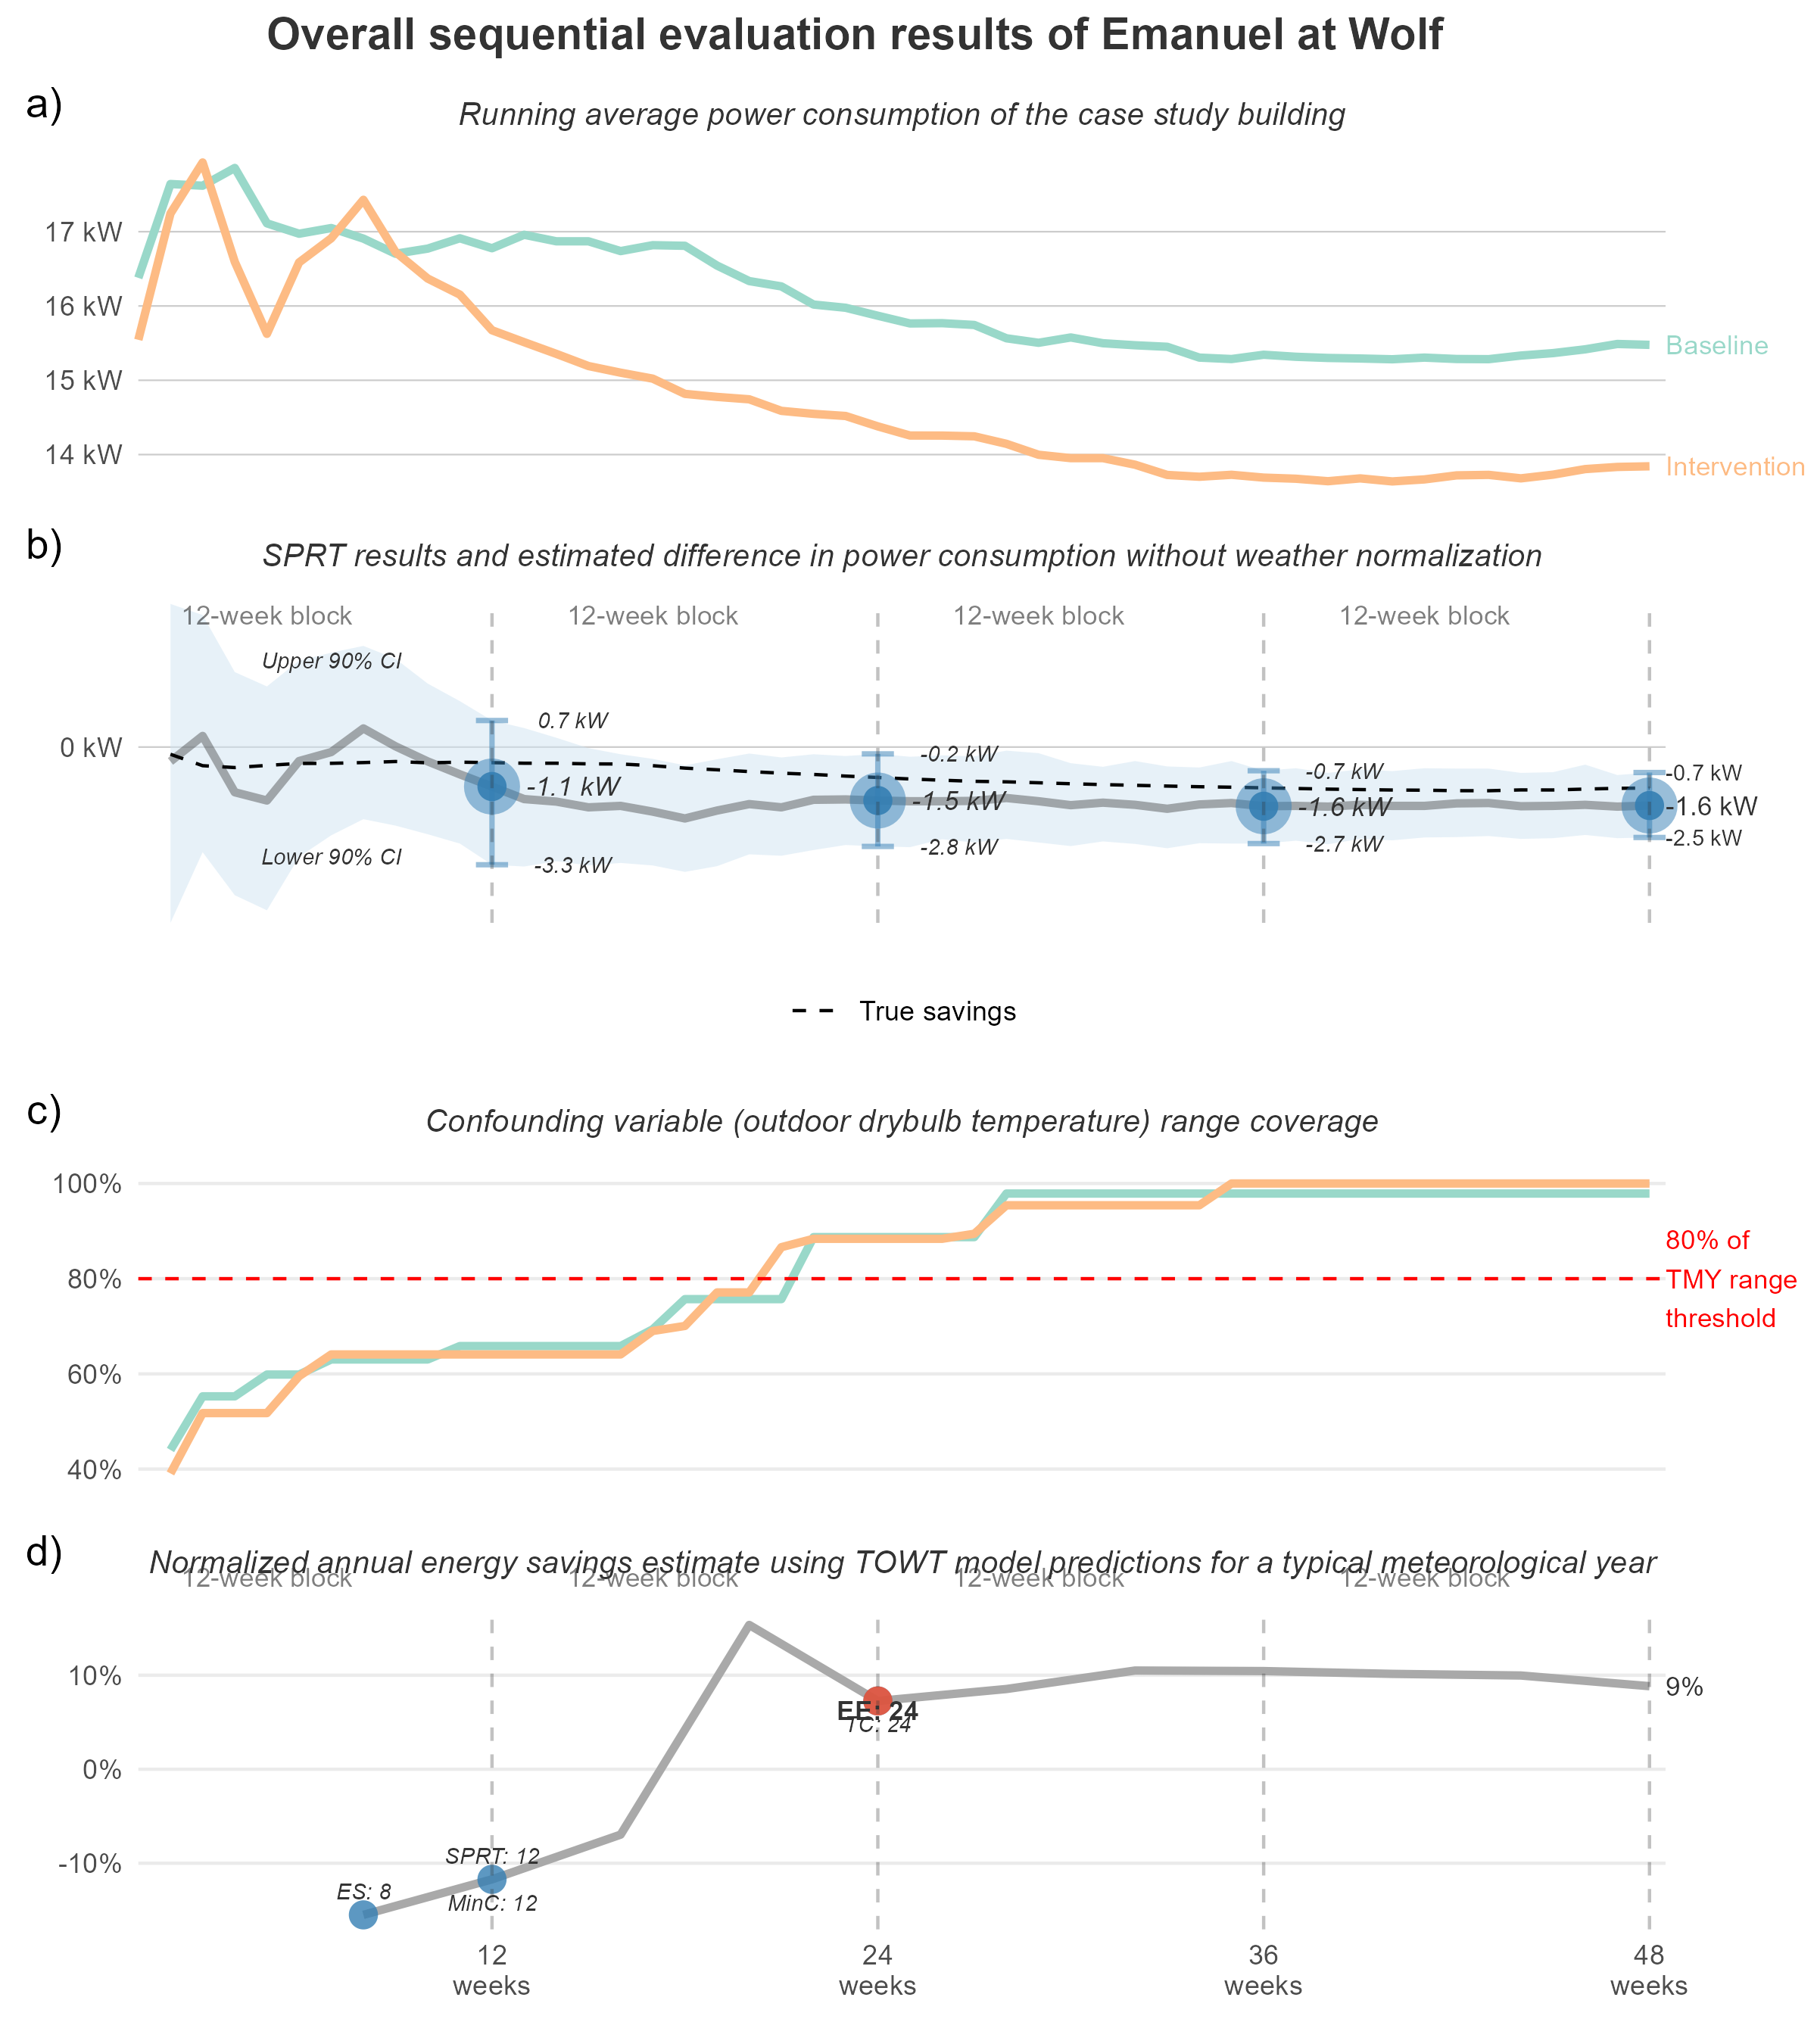 Overall sequential evaluation results of Emanuel at Wolf
a)
Running average power consumption of the case study building
17 kW
16 kW
15 kW
14 kW
Baseline
Intervention
b)
SPRT results and estimated difference in power consumption without weather normalization
12-week block
12-week block
12-week block
12-week block
Upper 90% CI
Lower 90% CI
0 kW
0.7 kW
-1.1 kW
-3.3 kW
-0.2 kW
-1.5 kW
-2.8 kW
-0.7 kW
-1.6 kW
-2.7 kW
-0.7 kW
-1.6 kW
-2.5 kW
True savings
c)
Confounding variable (outdoor drybulb temperature) range coverage
100%
80%
60%
40%
80% of
TMY range
threshold
d)
Normalized annual energy savings estimate using TOWT model predictions for a typical meteorological year
12-week block
12-week block
12-week block
12-week block
10%
0%
-10%
9%
EE: 24
TC: 24
SPRT: 12
MinC: 12
ES: 8
12
weeks
24
weeks
36
weeks
48
weeks